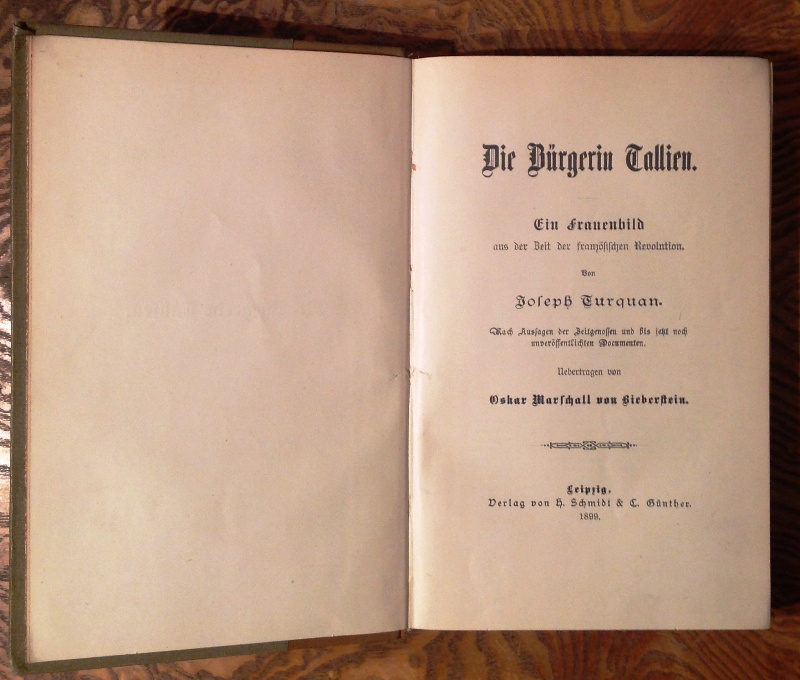 Die Bürgerin Tallien.
Ein Frauenbild
aus der Zeit der französischen Revolution.
Von
Joseph Turquan.
Nach Aussagen der Zeitgenossen und bis jetzt noch
unveröffentlichten Documenten.
Uebertragen von
Oskar Marschall von Bieberstein.
Leipzig.
Verlag von H. Schmidt & C. Günther.
1899.